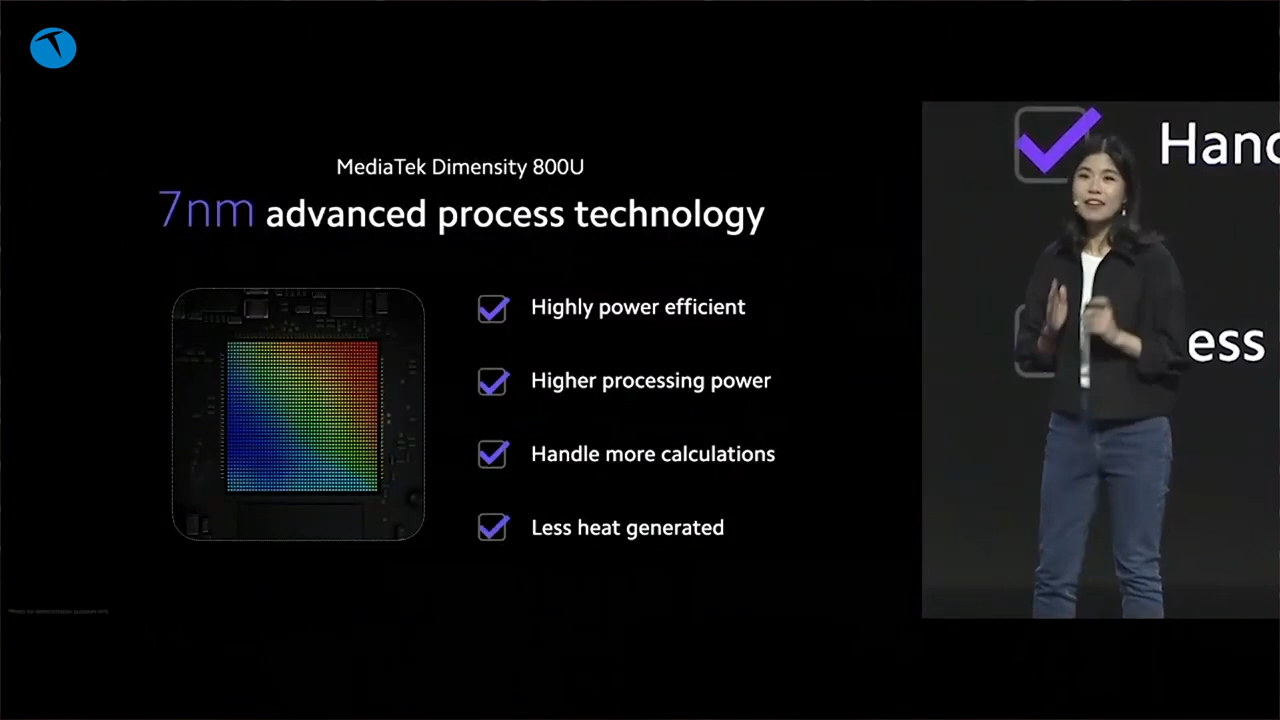 MediaTek Dimensity 800U
7nm advanced process technology
Highly power efficient
Higher processing power
Handle more calculations
Less heat generated
Hand
ess